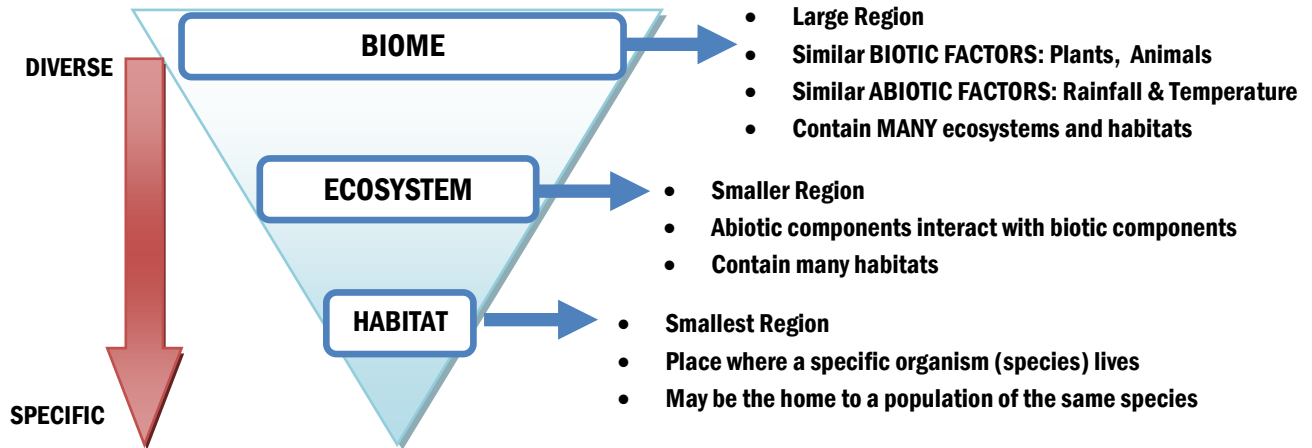 BIOME
• Large Region
• Similar BIOTIC FACTORS: Plants, Animals
• Similar ABIOTIC FACTORS: Rainfall & Temperature
• Contain MANY ecosystems and habitats
DIVERSE
ECOSYSTEM
• Smaller Region
• Abiotic components interact with biotic components
• Contain many habitats
HABITAT
• Smallest Region
• Place where a specific organism (species) lives
• May be the home to a population of the same species
SPECIFIC